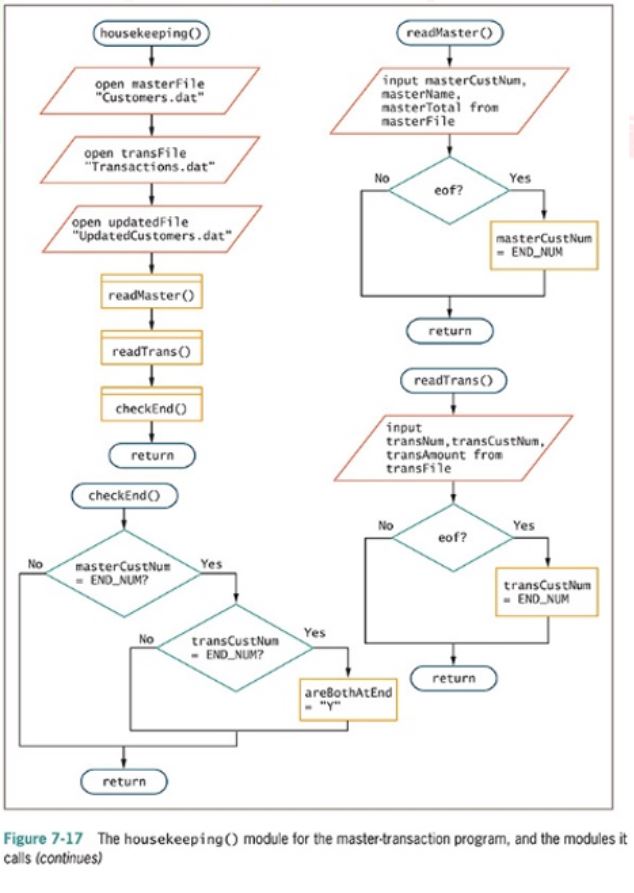 housekeeping()
open masterFile
"Customers.dat"
open transFile
"Transactions.dat"
open updatedFile
"UpdatedCustomers.dat"
readMaster()
readTrans()
checkEnd()
return
checkEnd()
masterCustNum
= END_NUM?
No
Yes
transCustNum
= END_NUM?
No
Yes
areBothAtEnd
= "Y"
return
readMaster()
input masterCustNum,
masterName,
masterTotal from
masterFile
eof?
No
Yes
masterCustNum
= END_NUM
return
readTrans()
input
transNum,transCustNum,
transAmount from
transFile
eof?
No
Yes
transCustNum
= END_NUM
return
Figure 7-17 The housekeeping() module for the master-transaction program, and the modules it
calls (continues)